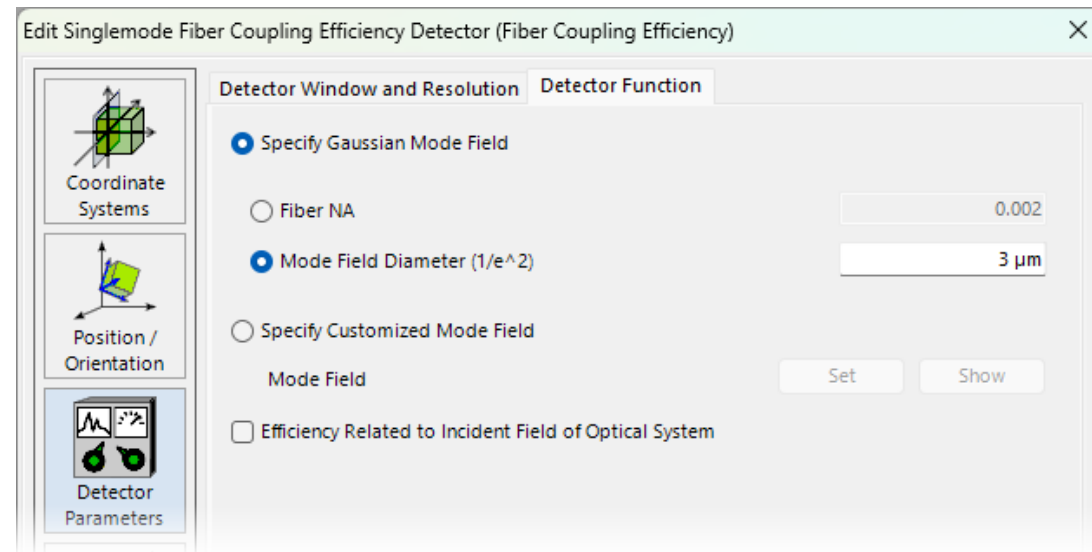 Edit Singlemode Fiber Coupling Efficiency Detector (Fiber Coupling Efficiency)
Coordinate
Systems
Position /
Orientation
Detector
Parameters
Detector Window and Resolution
Detector Function
Specify Gaussian Mode Field
Fiber NA
0.002
Mode Field Diameter (1/e^2)
3 µm
Specify Customized Mode Field
Mode Field
Set
Show
Efficiency Related to Incident Field of Optical System